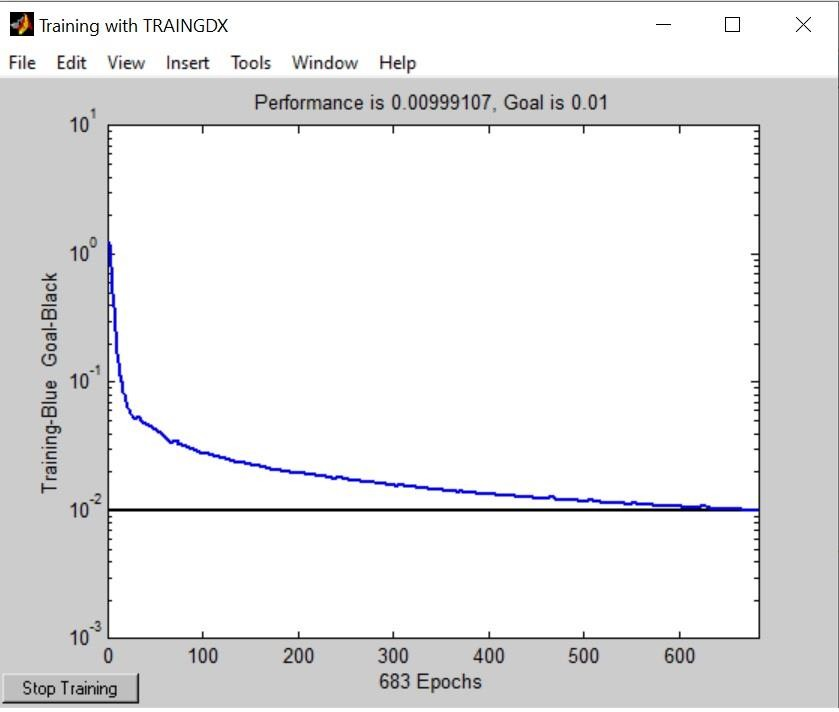 Training with TRAINGDX
File Edit View Insert Tools Window Help
Performance is 0.00999107, Goal is 0.01
10^1
10^0
10^-1
10^-2
10^-3
Training-Blue Goal-Black
0 100 200 300 400 500 600
683 Epochs
Stop Training